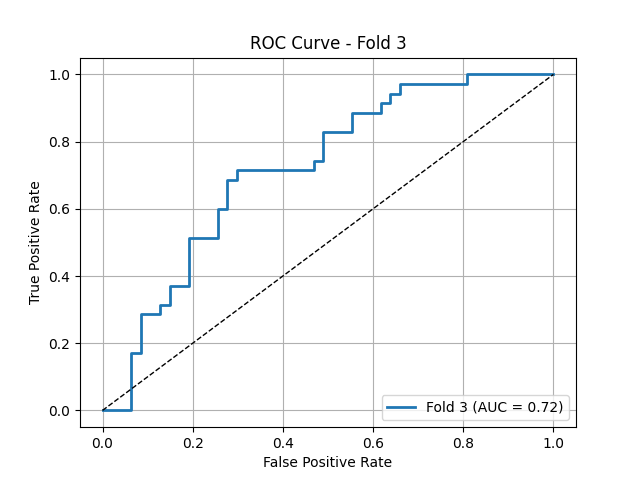 ROC Curve - Fold 3
True Positive Rate
1.0
0.8
0.6
0.4
0.2
0.0
Fold 3 (AUC = 0.72)
0.0 0.2 0.4 0.6 0.8 1.0
False Positive Rate